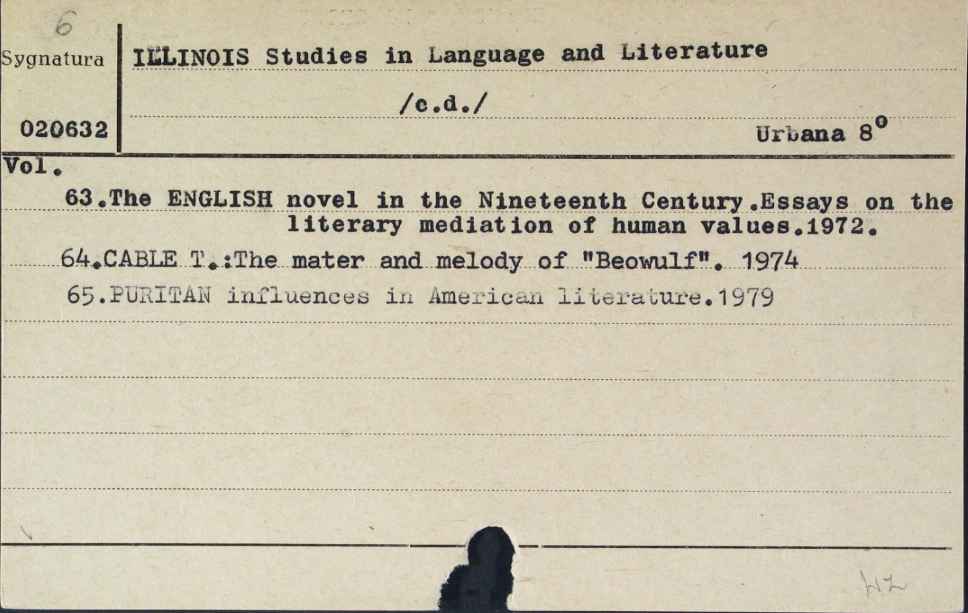 6
Sygnatura
ILLINOIS Studies in Language and Literature
/c.d./
020632
Urbana 8º
Vol.
63.The ENGLISH novel in the Nineteenth Century.Essays on the
literary mediation of human values.1972.
64.CABLE T.:The mater and melody of "Beowulf". 1974
65.PURITAN influences in American literature.1979